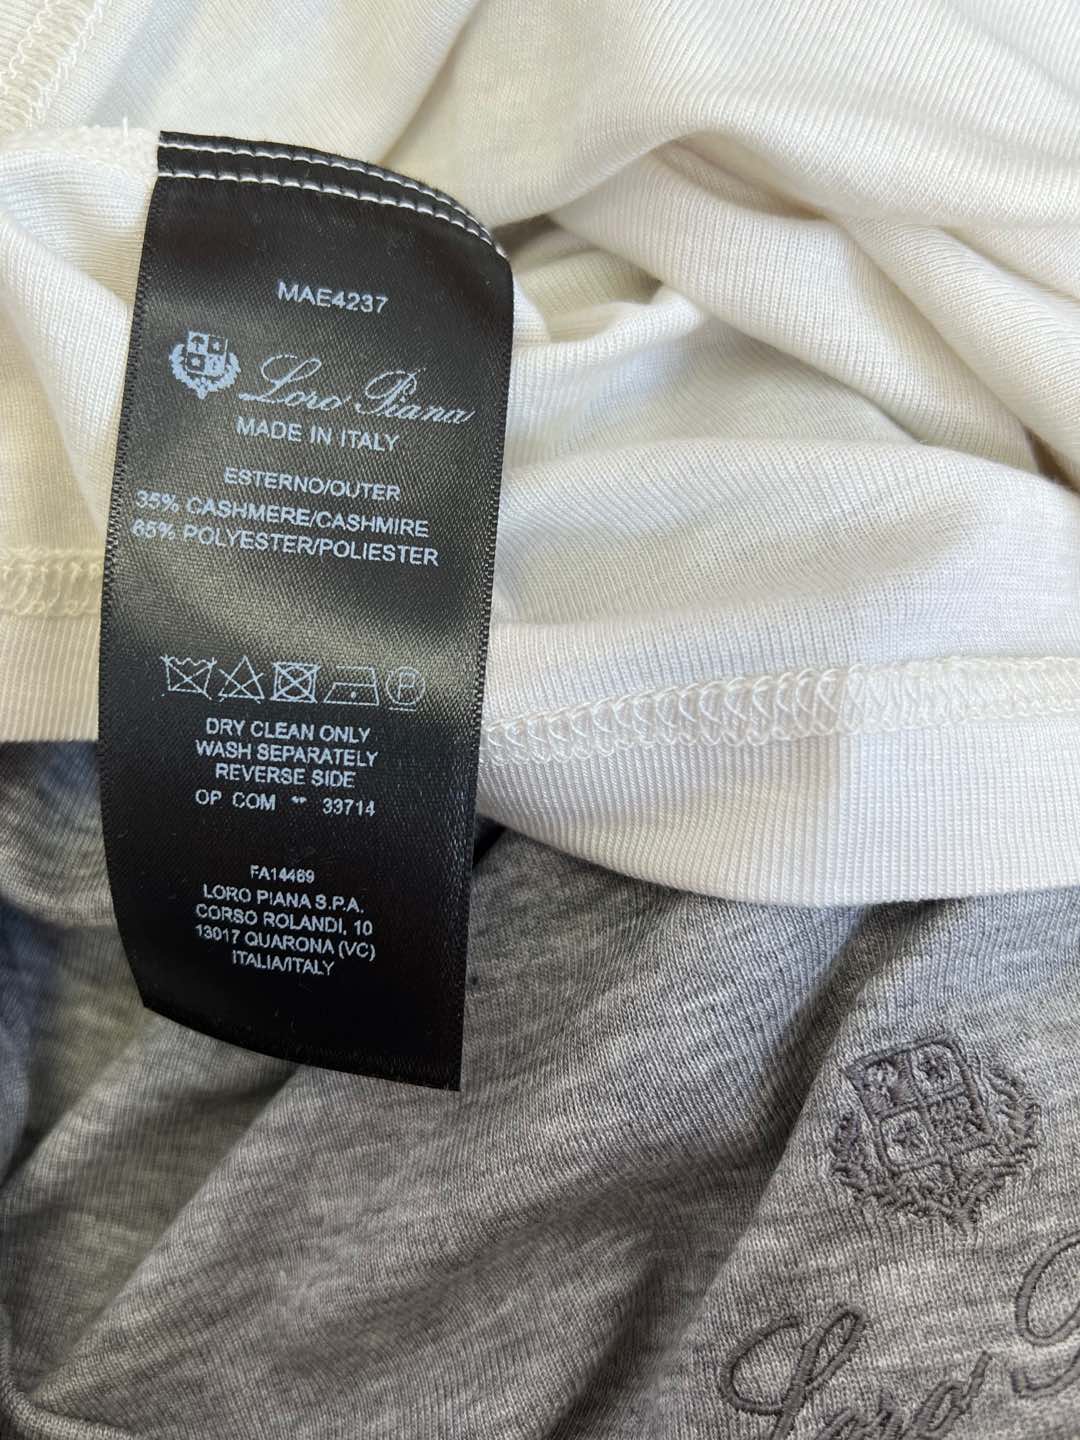 MAE4237
Loro Piana
MADE IN ITALY
ESTERNO/OUTER
35% CASHMERE/CASHMIRE
65% POLYESTER/POLIESTER
P
DRY CLEAN ONLY
WASH SEPARATELY
REVERSE SIDE
OP COM ** 33714
FA14469
LORO PIANA S.P.A.
CORSO ROLANDI, 10
13017 QUARONA (VC)
ITALIA/ITALY
Loro P